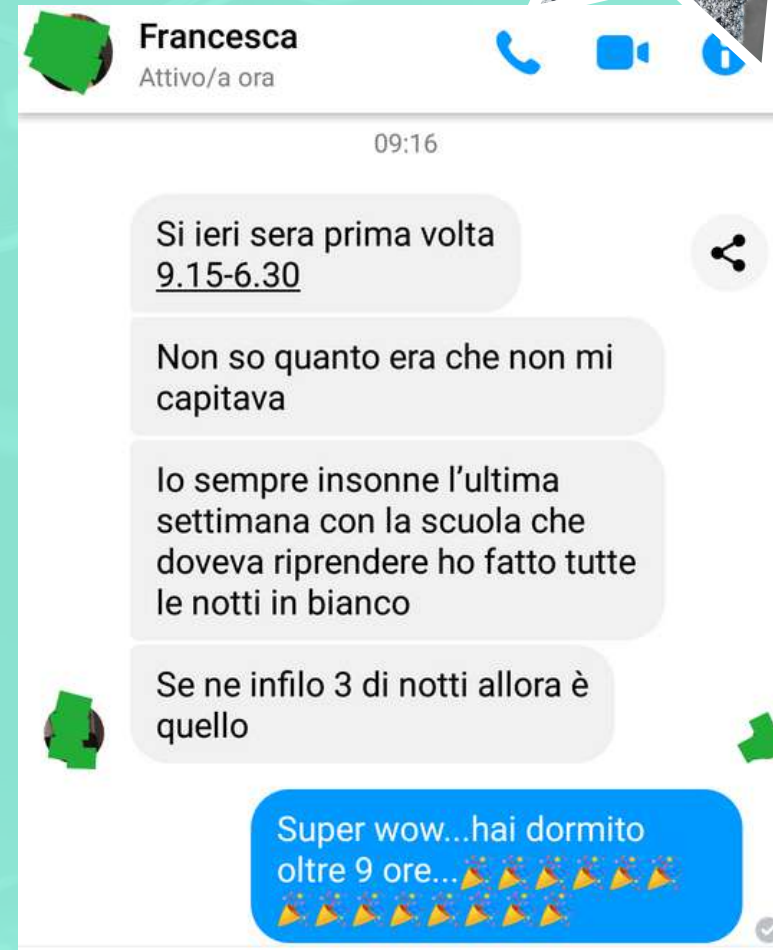 Francesca
Attivo/a ora
09:16
Si ieri sera prima volta
9.15-6.30
Non so quanto era che non mi
capitava
Io sempre insonne l'ultima
settimana con la scuola che
doveva riprendere ho fatto tutte
le notti in bianco
Se ne infilo 3 di notti allora è
quello
Super wow...hai dormito
oltre 9 ore...🎉🎉🎉🎉🎉🎉
🎉🎉🎉🎉🎉🎉🎉🎉